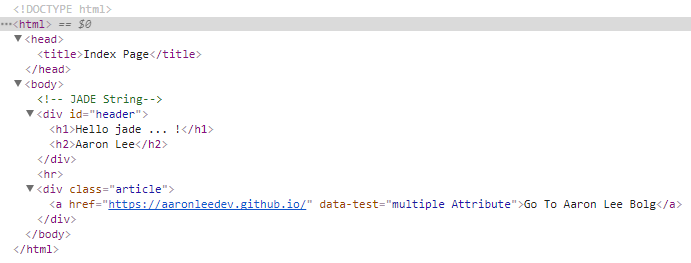 <!DOCTYPE html>
···<html> == $0
▼<head>
<title>Index Page</title>
</head>
▼<body>
<!-- JADE String-->
▼<div id="header">
<h1>Hello jade ... !</h1>
<h2>Aaron Lee</h2>
</div>
<hr>
▼<div class="article">
<a href="https://aaronleedev.github.io/" data-test="multiple Attribute">Go To Aaron Lee Bolg</a>
</div>
</body>
</html>